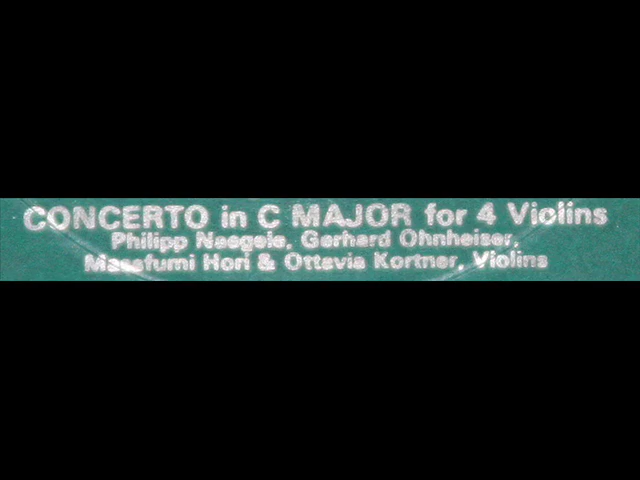 CONCERTO in C MAJOR for 4 Violins
Philipp Naegele, Gerhard Ohnheiser,
Masafumi Hori & Ottavia Kortner, Violins